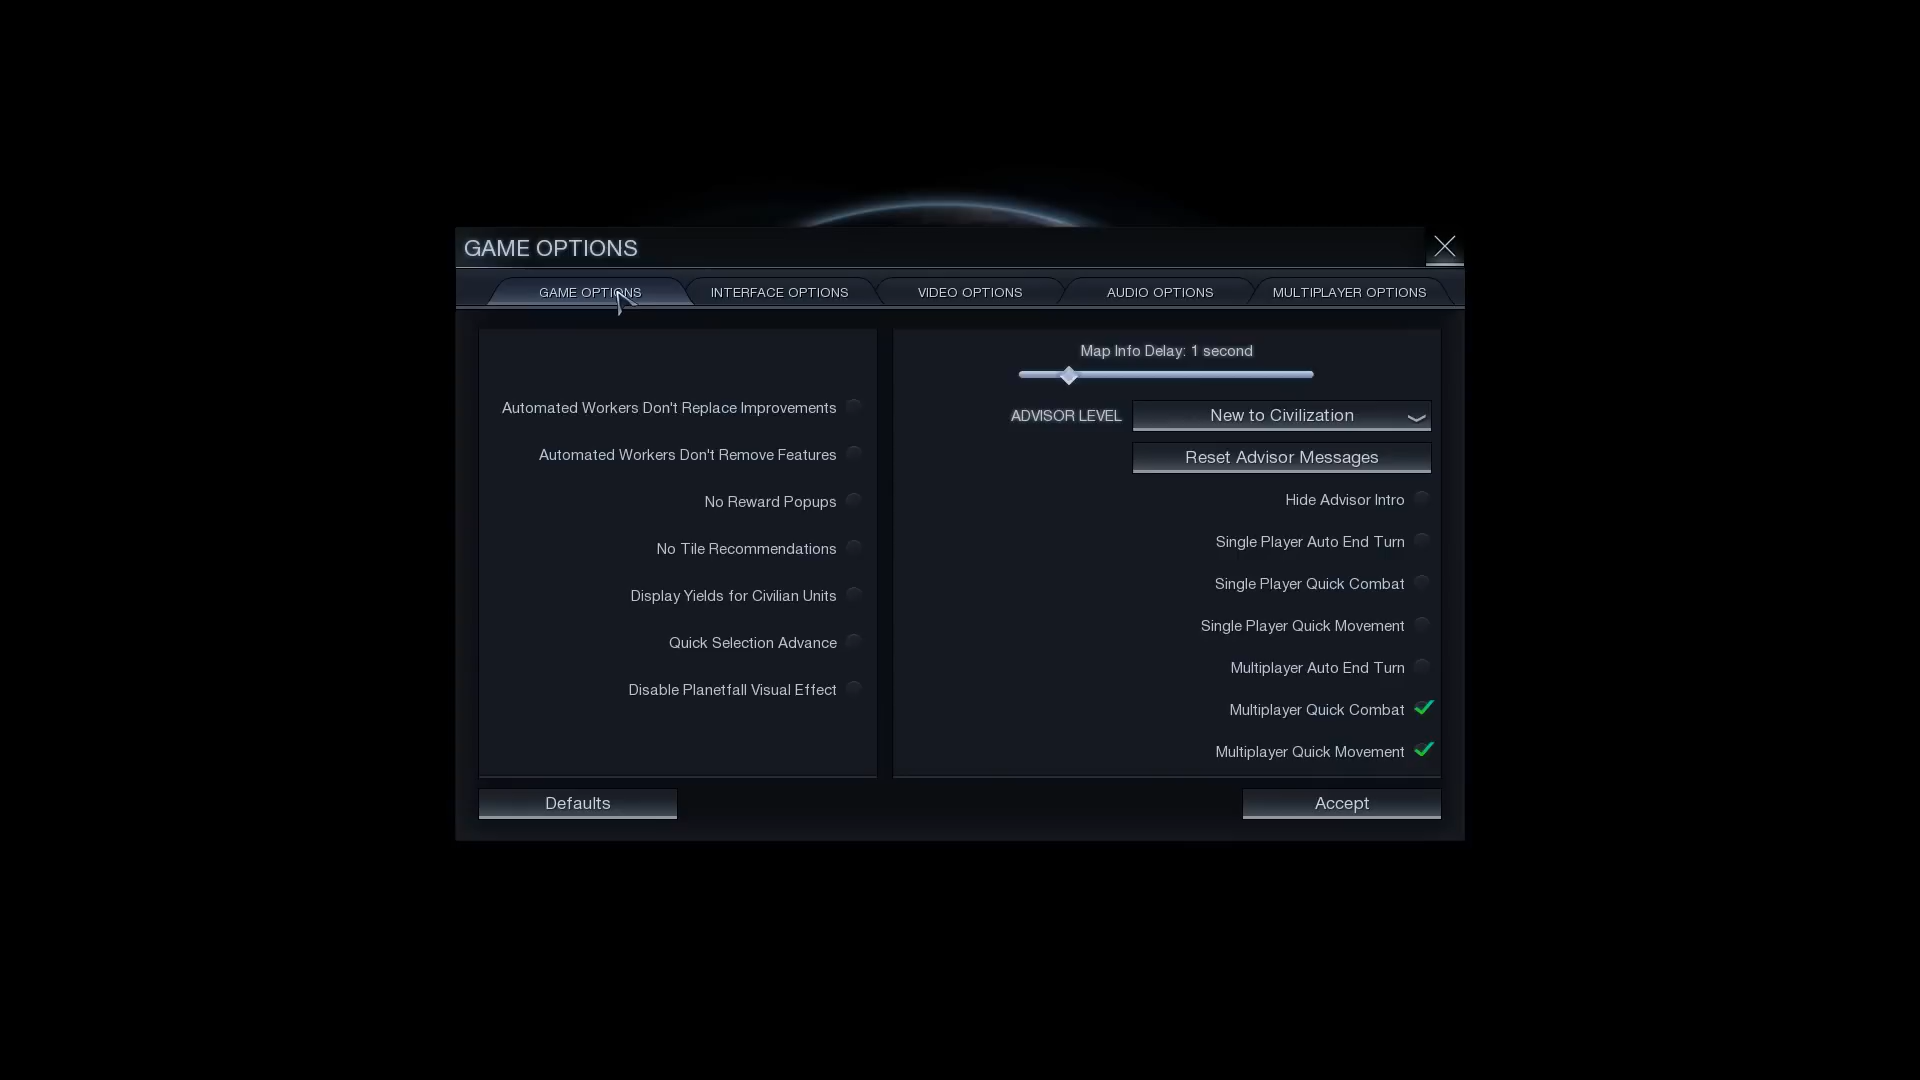 GAME OPTIONS
GAME OPTIONS
INTERFACE OPTIONS
VIDEO OPTIONS
AUDIO OPTIONS
MULTIPLAYER OPTIONS
Automated Workers Don't Replace Improvements
Automated Workers Don't Remove Features
No Reward Popups
No Tile Recommendations
Display Yields for Civilian Units
Quick Selection Advance
Disable Planetfall Visual Effect
Map Info Delay: 1 second
ADVISOR LEVEL
New to Civilization
Reset Advisor Messages
Hide Advisor Intro
Single Player Auto End Turn
Single Player Quick Combat
Single Player Quick Movement
Multiplayer Auto End Turn
Multiplayer Quick Combat
Multiplayer Quick Movement
Defaults
Accept